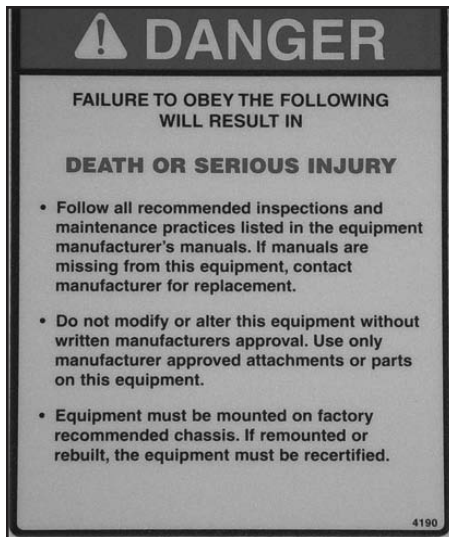 DANGER
FAILURE TO OBEY THE FOLLOWING
WILL RESULT IN
DEATH OR SERIOUS INJURY
• Follow all recommended inspections and
maintenance practices listed in the equipment
manufacturer's manuals. If manuals are
missing from this equipment, contact
manufacturer for replacement.
• Do not modify or alter this equipment without
written manufacturers approval. Use only
manufacturer approved attachments or parts
on this equipment.
• Equipment must be mounted on factory
recommended chassis. If remounted or
rebuilt, the equipment must be recertified.
4190